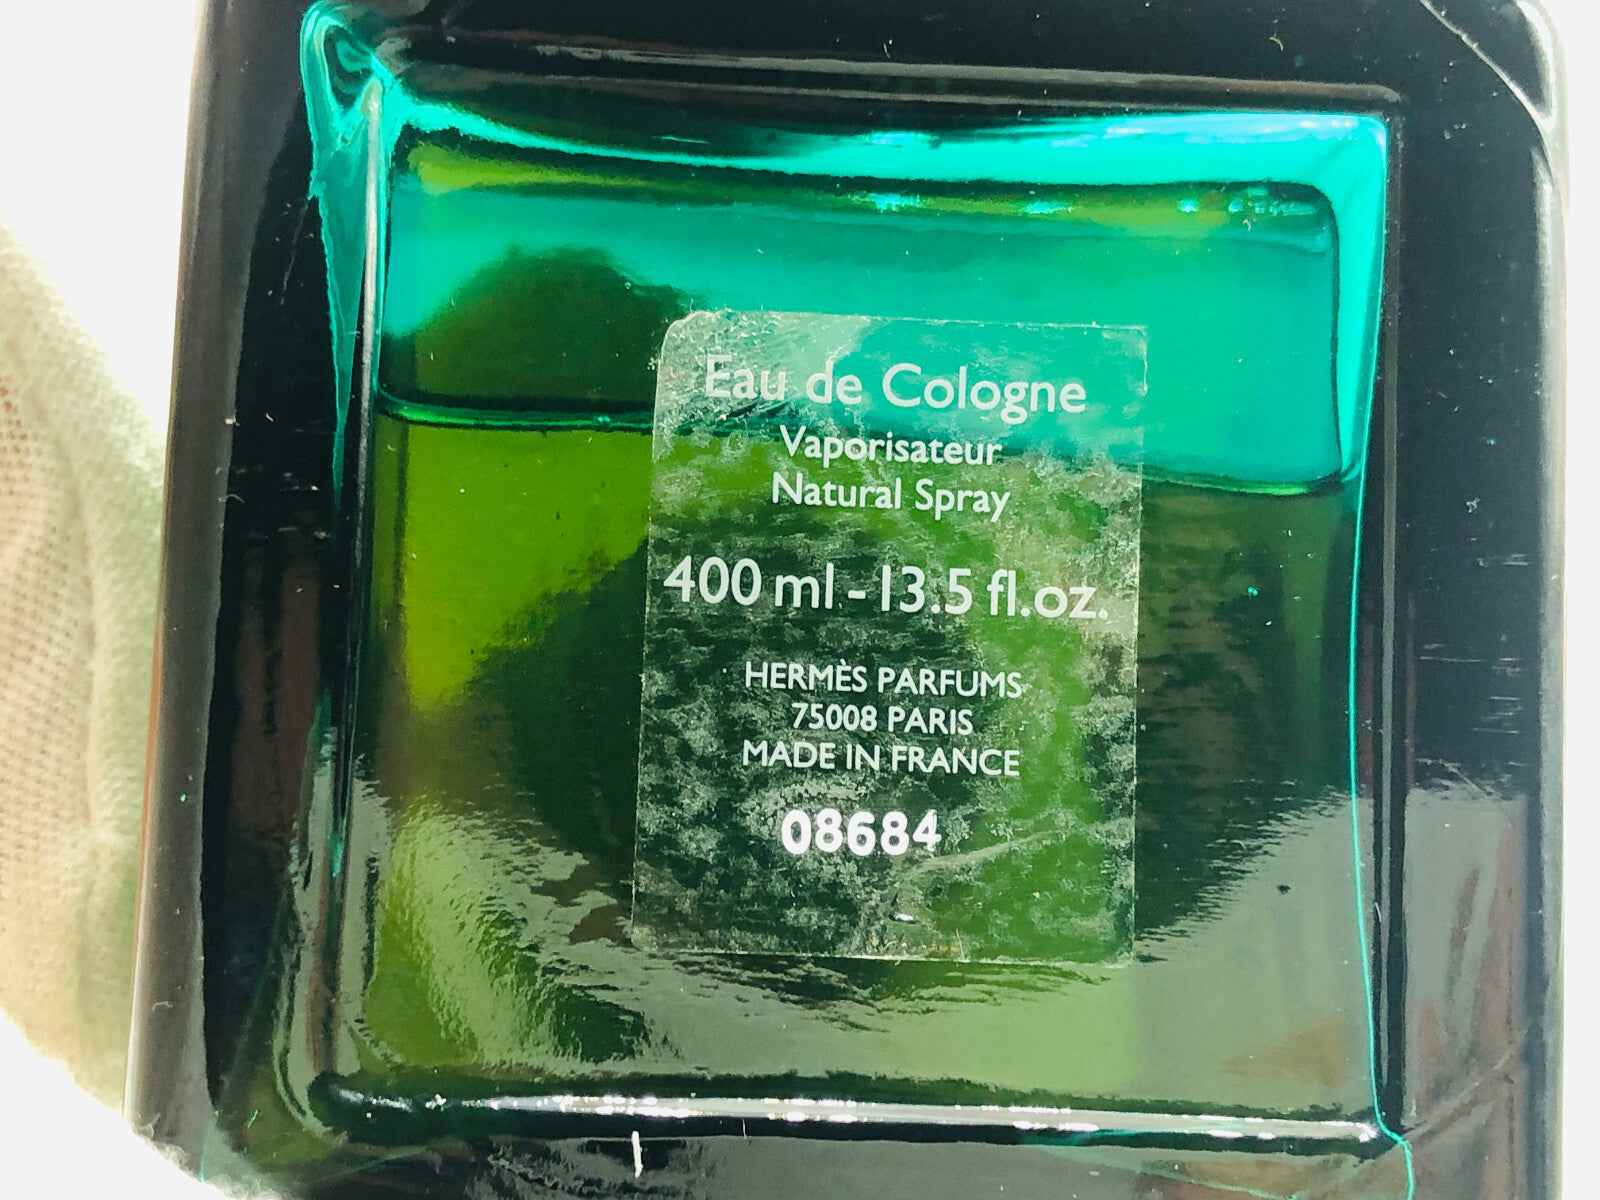 Eau de Cologne
Vaporisateur
Natural Spray
400 ml - 13.5 fl.oz.
HERMÈS PARFUMS
75008 PARIS
MADE IN FRANCE
08684